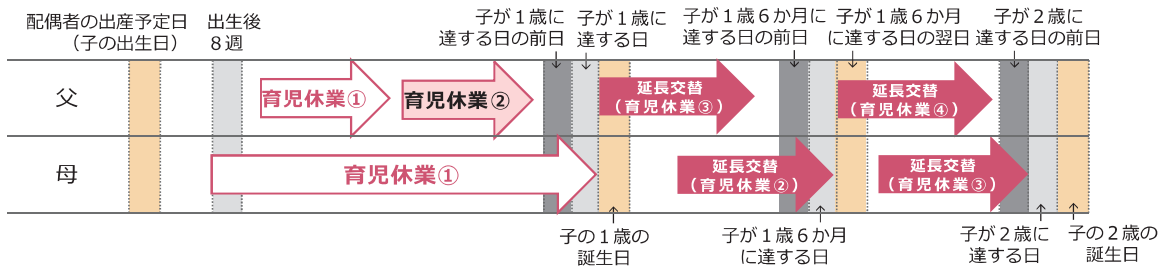 配偶者の出産予定日
（子の出生日）
出生後
８週
子が１歳に
達する日の前日
子が１歳に
達する日
子が１歳６か月に
達する日の前日
子が１歳６か月
に達する日の翌日
子が２歳に
達する日の前日
父
育児休業①
育児休業②
延長交替
（育児休業③）
延長交替
（育児休業④）
母
育児休業①
延長交替
（育児休業②）
延長交替
（育児休業③）
子の１歳の
誕生日
子が１歳６か月
に達する日
子が２歳に
達する日
子の２歳の
誕生日